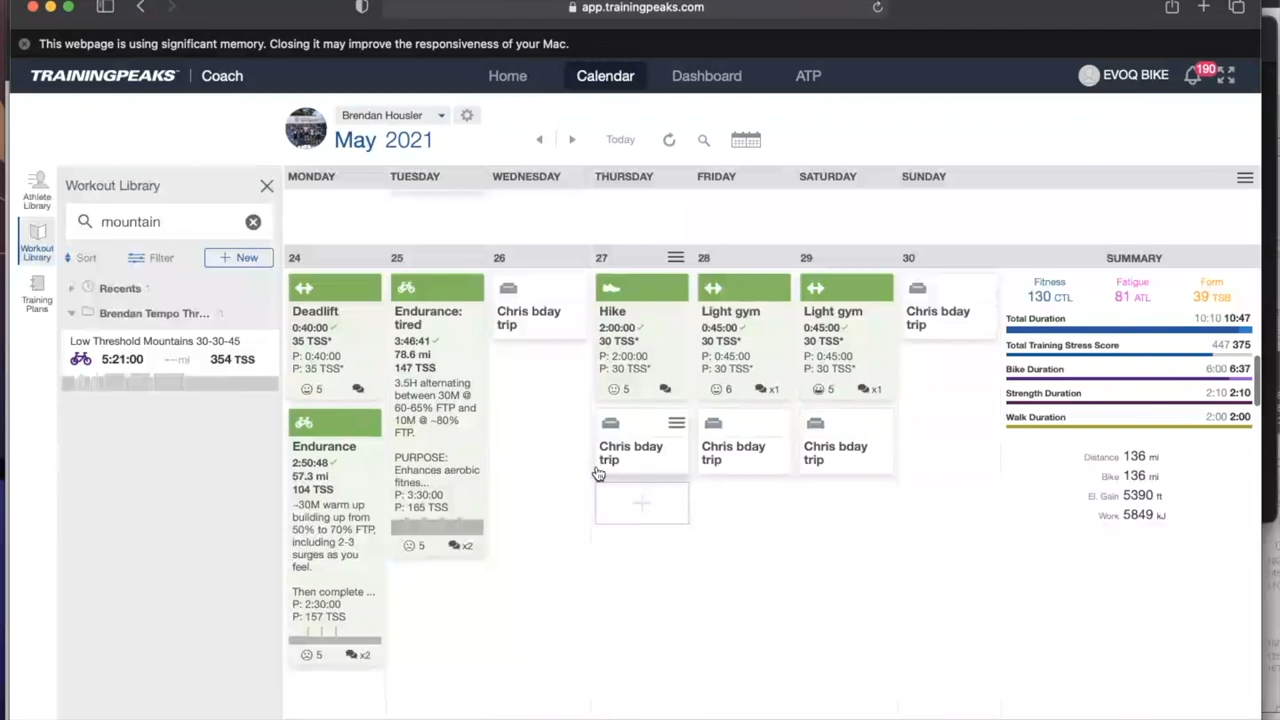 app.trainingpeaks.com
This webpage is using significant memory. Closing it may improve the responsiveness of your Mac.
TRAININGPEAKS Coach
Home
Calendar
Dashboard
ATP
EVOQ BIKE
190
Brendan Housler
May 2021
Today
Athlete Library
Workout Library
Training Plans
Workout Library
mountain
Sort
Filter
+ New
Recents
Brendan Tempo Thr... 1
Low Threshold Mountains 30-30-45
5:21:00 --mi 354 TSS
MONDAY TUESDAY WEDNESDAY THURSDAY FRIDAY SATURDAY SUNDAY
24
Deadlift
0:40:00
35 TSS*
P: 0:40:00
P: 35 TSS*
5
Endurance
2:50:48
57.3 mi
104 TSS
~30M warm up
building up from
50% to 70% FTP,
including 2-3
surges as you
feel.
Then complete ...
P: 2:30:00
P: 157 TSS
5 x2
25
Endurance:
tired
3:46:41
78.6 mi
147 TSS
3.5H alternating
between 30M @
60-65% FTP and
10M @ ~80%
FTP.
PURPOSE:
Enhances aerobic
fitnes...
P: 3:30:00
P: 165 TSS
5 x2
26
Chris bday
trip
27
Hike
2:00:00
30 TSS*
P: 2:00:00
P: 30 TSS*
5
Chris bday
trip
28
Light gym
0:45:00
30 TSS*
P: 0:45:00
P: 30 TSS*
6 x1
Chris bday
trip
29
Light gym
0:45:00
30 TSS*
P: 0:45:00
P: 30 TSS*
5 x1
Chris bday
trip
30
Chris bday
trip
SUMMARY
Fitness Fatigue Form
130 CTL 81 ATL 39 TSB
Total Duration 10:10 10:47
Total Training Stress Score 447 375
Bike Duration 6:00 6:37
Strength Duration 2:10 2:10
Walk Duration 2:00 2:00
Distance 136 mi
Bike 136 mi
El. Gain 5390 ft
Work 5849 kJ